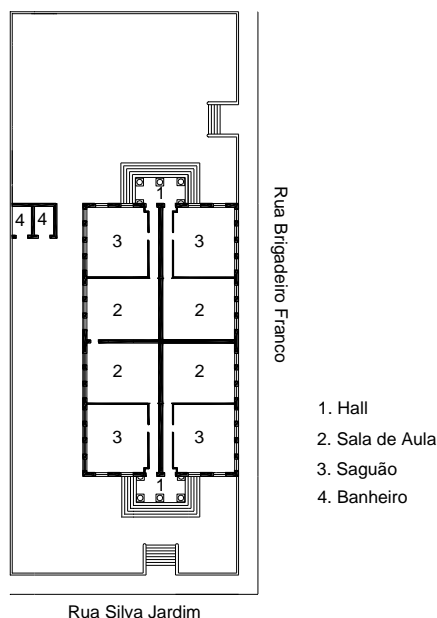 1
4 4
3 3
2 2
2 2
3 3
1
Rua Brigadeiro Franco
1. Hall
2. Sala de Aula
3. Saguão
4. Banheiro
Rua Silva Jardim